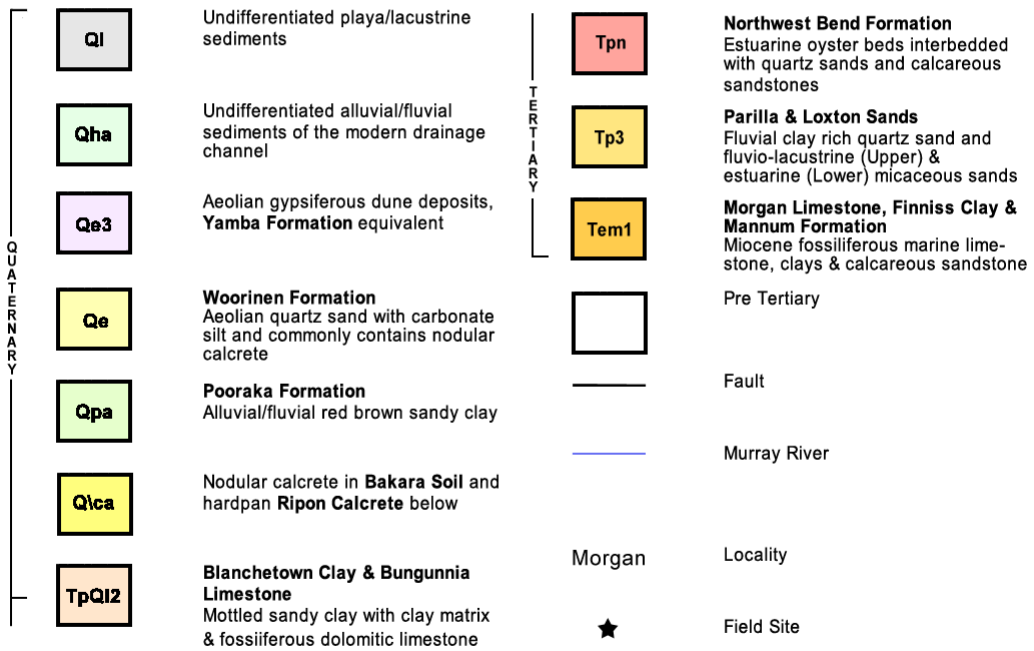 QUATERNARY
Ql
Undifferentiated playa/lacustrine
sediments
Qha
Undifferentiated alluvial/fluvial
sediments of the modern drainage
channel
Qe3
Aeolian gypsiferous dune deposits,
Yamba Formation equivalent
Qe
Woorinen Formation
Aeolian quartz sand with carbonate
silt and commonly contains nodular
calcrete
Qpa
Pooraka Formation
Alluvial/fluvial red brown sandy clay
Q\ca
Nodular calcrete in Bakara Soil and
hardpan Ripon Calcrete below
TpQl2
Blanchetown Clay & Bungunnia
Limestone
Mottled sandy clay with clay matrix
& fossiiferous dolomitic limestone
TERTIARY
Tpn
Northwest Bend Formation
Estuarine oyster beds interbedded
with quartz sands and calcareous
sandstones
Tp3
Parilla & Loxton Sands
Fluvial clay rich quartz sand and
fluvio-lacustrine (Upper) &
estuarine (Lower) micaceous sands
Tem1
Morgan Limestone, Finniss Clay &
Mannum Formation
Miocene fossiliferous marine lime-
stone, clays & calcareous sandstone
Pre Tertiary
Fault
Murray River
Morgan
Locality
Field Site